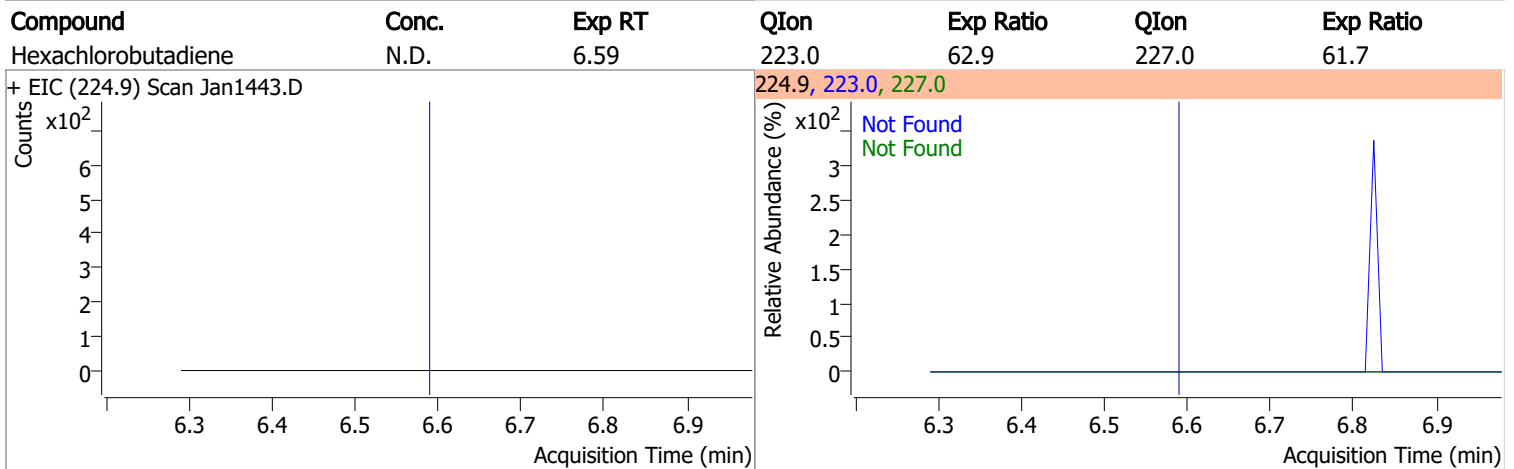 Compound Conc. Exp RT QIon Exp Ratio QIon Exp Ratio
Hexachlorobutadiene N.D. 6.59 223.0 62.9 227.0 61.7
+ EIC (224.9) Scan Jan1443.D
Counts
x10²
6
5
4
3
2
1
0
6.3 6.4 6.5 6.6 6.7 6.8 6.9
Acquisition Time (min)
224.9, 223.0, 227.0
Relative Abundance (%)
x10²
Not Found
Not Found
3
2.5
2
1.5
1
0.5
0
6.3 6.4 6.5 6.6 6.7 6.8 6.9
Acquisition Time (min)